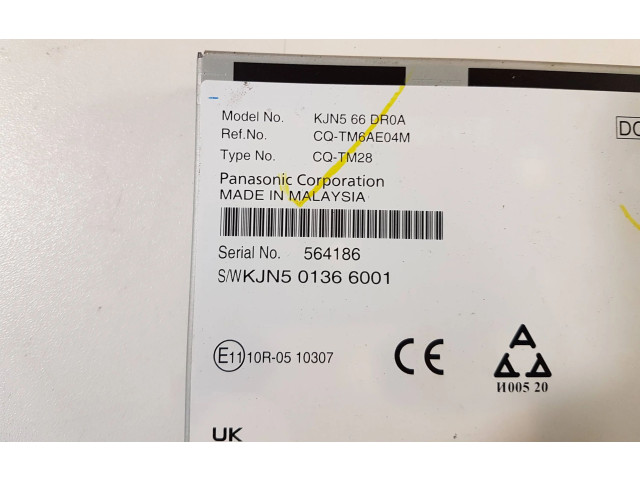 Model No. KJN5 66 DR0A
Ref.No. CQ-TM6AE04M
Type No. CQ-TM28
DC
Panasonic Corporation
MADE IN MALAYSIA
Serial No. 564186
S/WKJN5 0136 6001
E11 10R-05 10307 CE
И005 20
UK